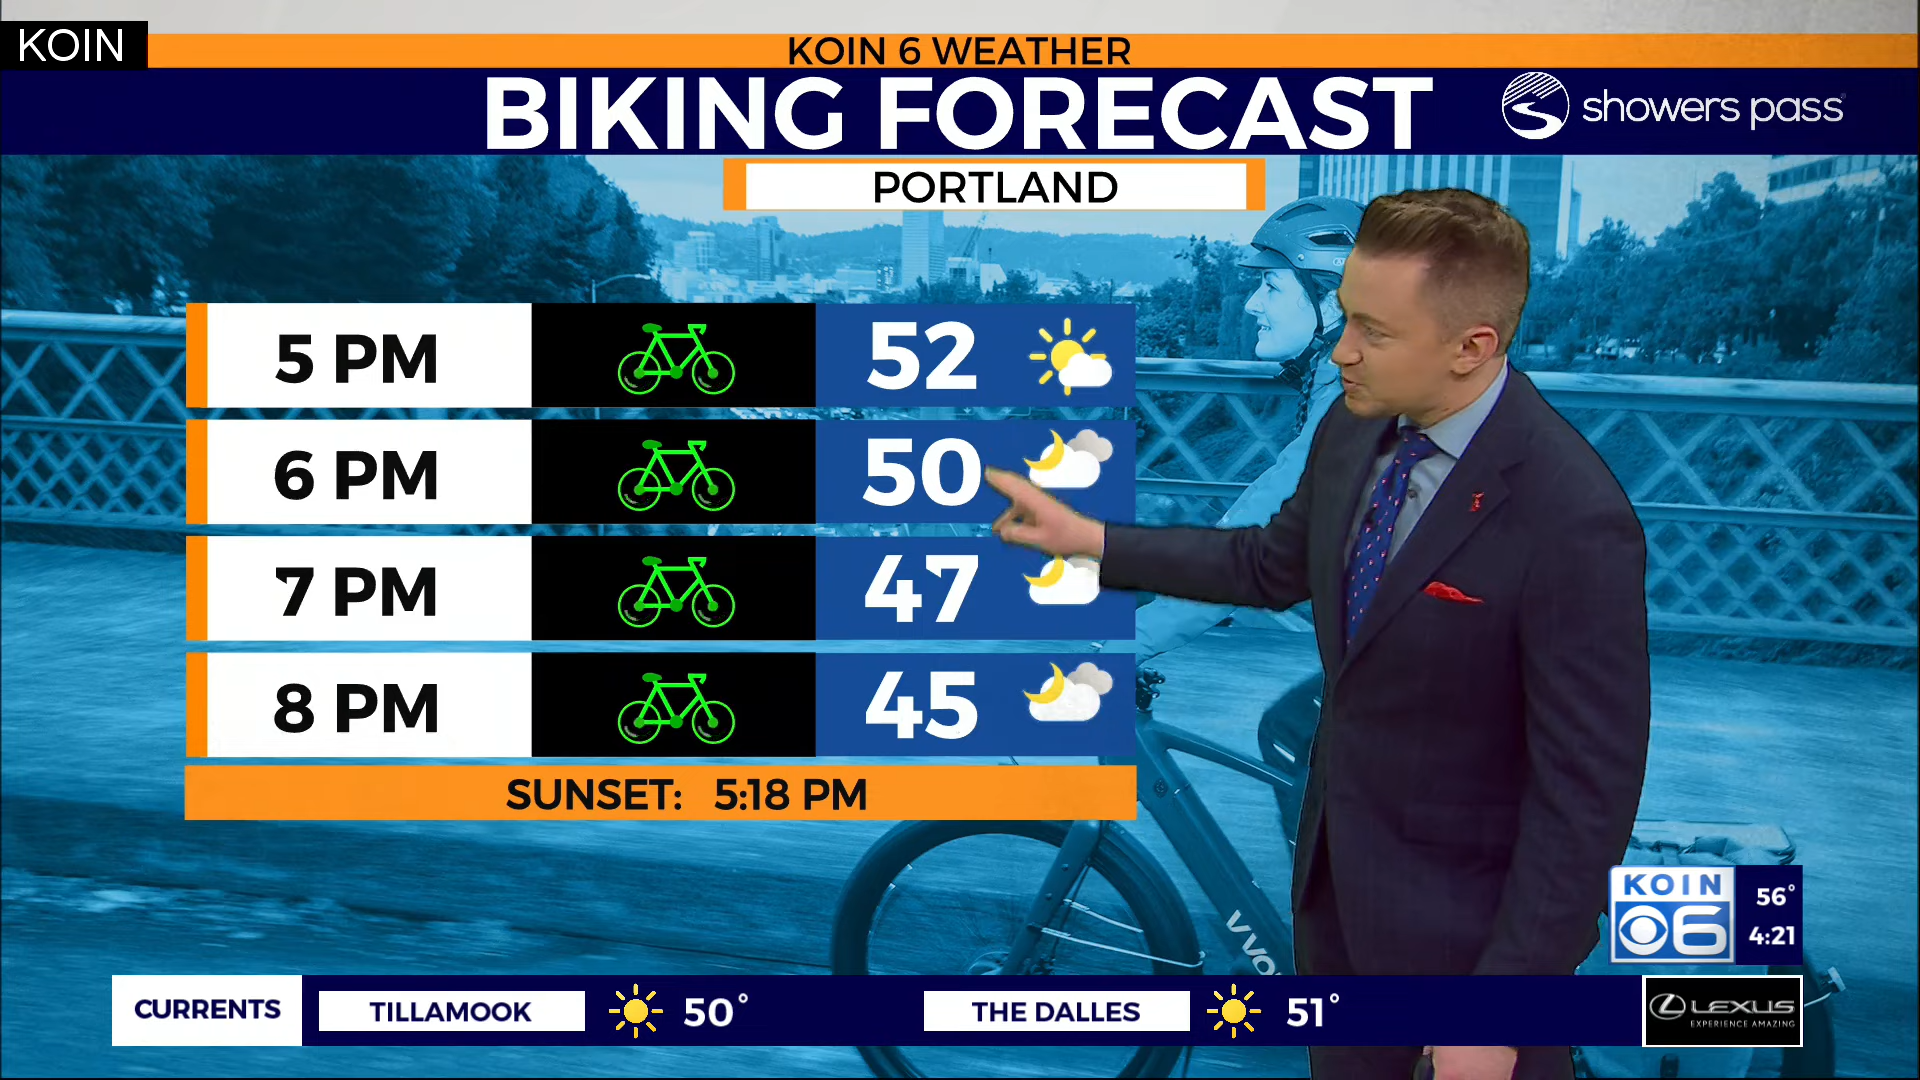 KOIN
KOIN 6 WEATHER
BIKING FORECAST
showers pass
PORTLAND
5 PM 52
6 PM 50
7 PM 47
8 PM 45
SUNSET: 5:18 PM
VVO
KOIN 6
56°
4:21
CURRENTS TILLAMOOK 50° THE DALLES 51°
LEXUS
EXPERIENCE AMAZING